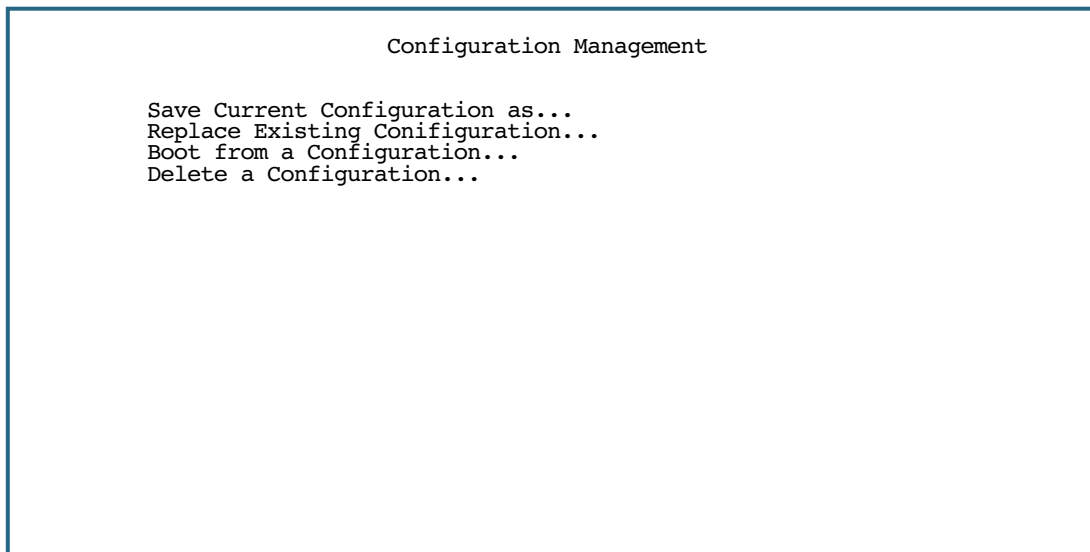 Configuration Management
Save Current Configuration as...
Replace Existing Conifiguration...
Boot from a Configuration...
Delete a Configuration...